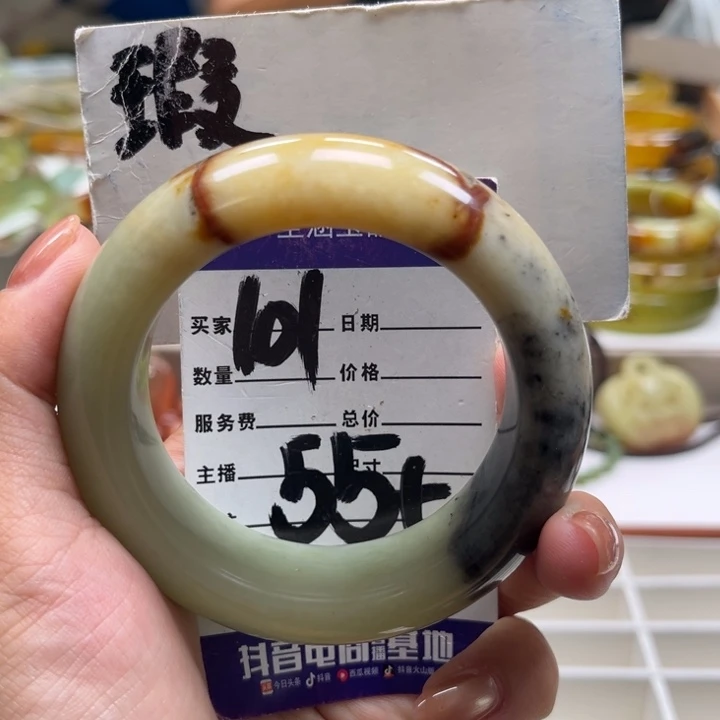 瑕
101
买家 日期
数量 价格
服务费 总价
主播 尺寸
55+
抖音电商直播基地
今日头条 抖音 西瓜视频 抖音火山版